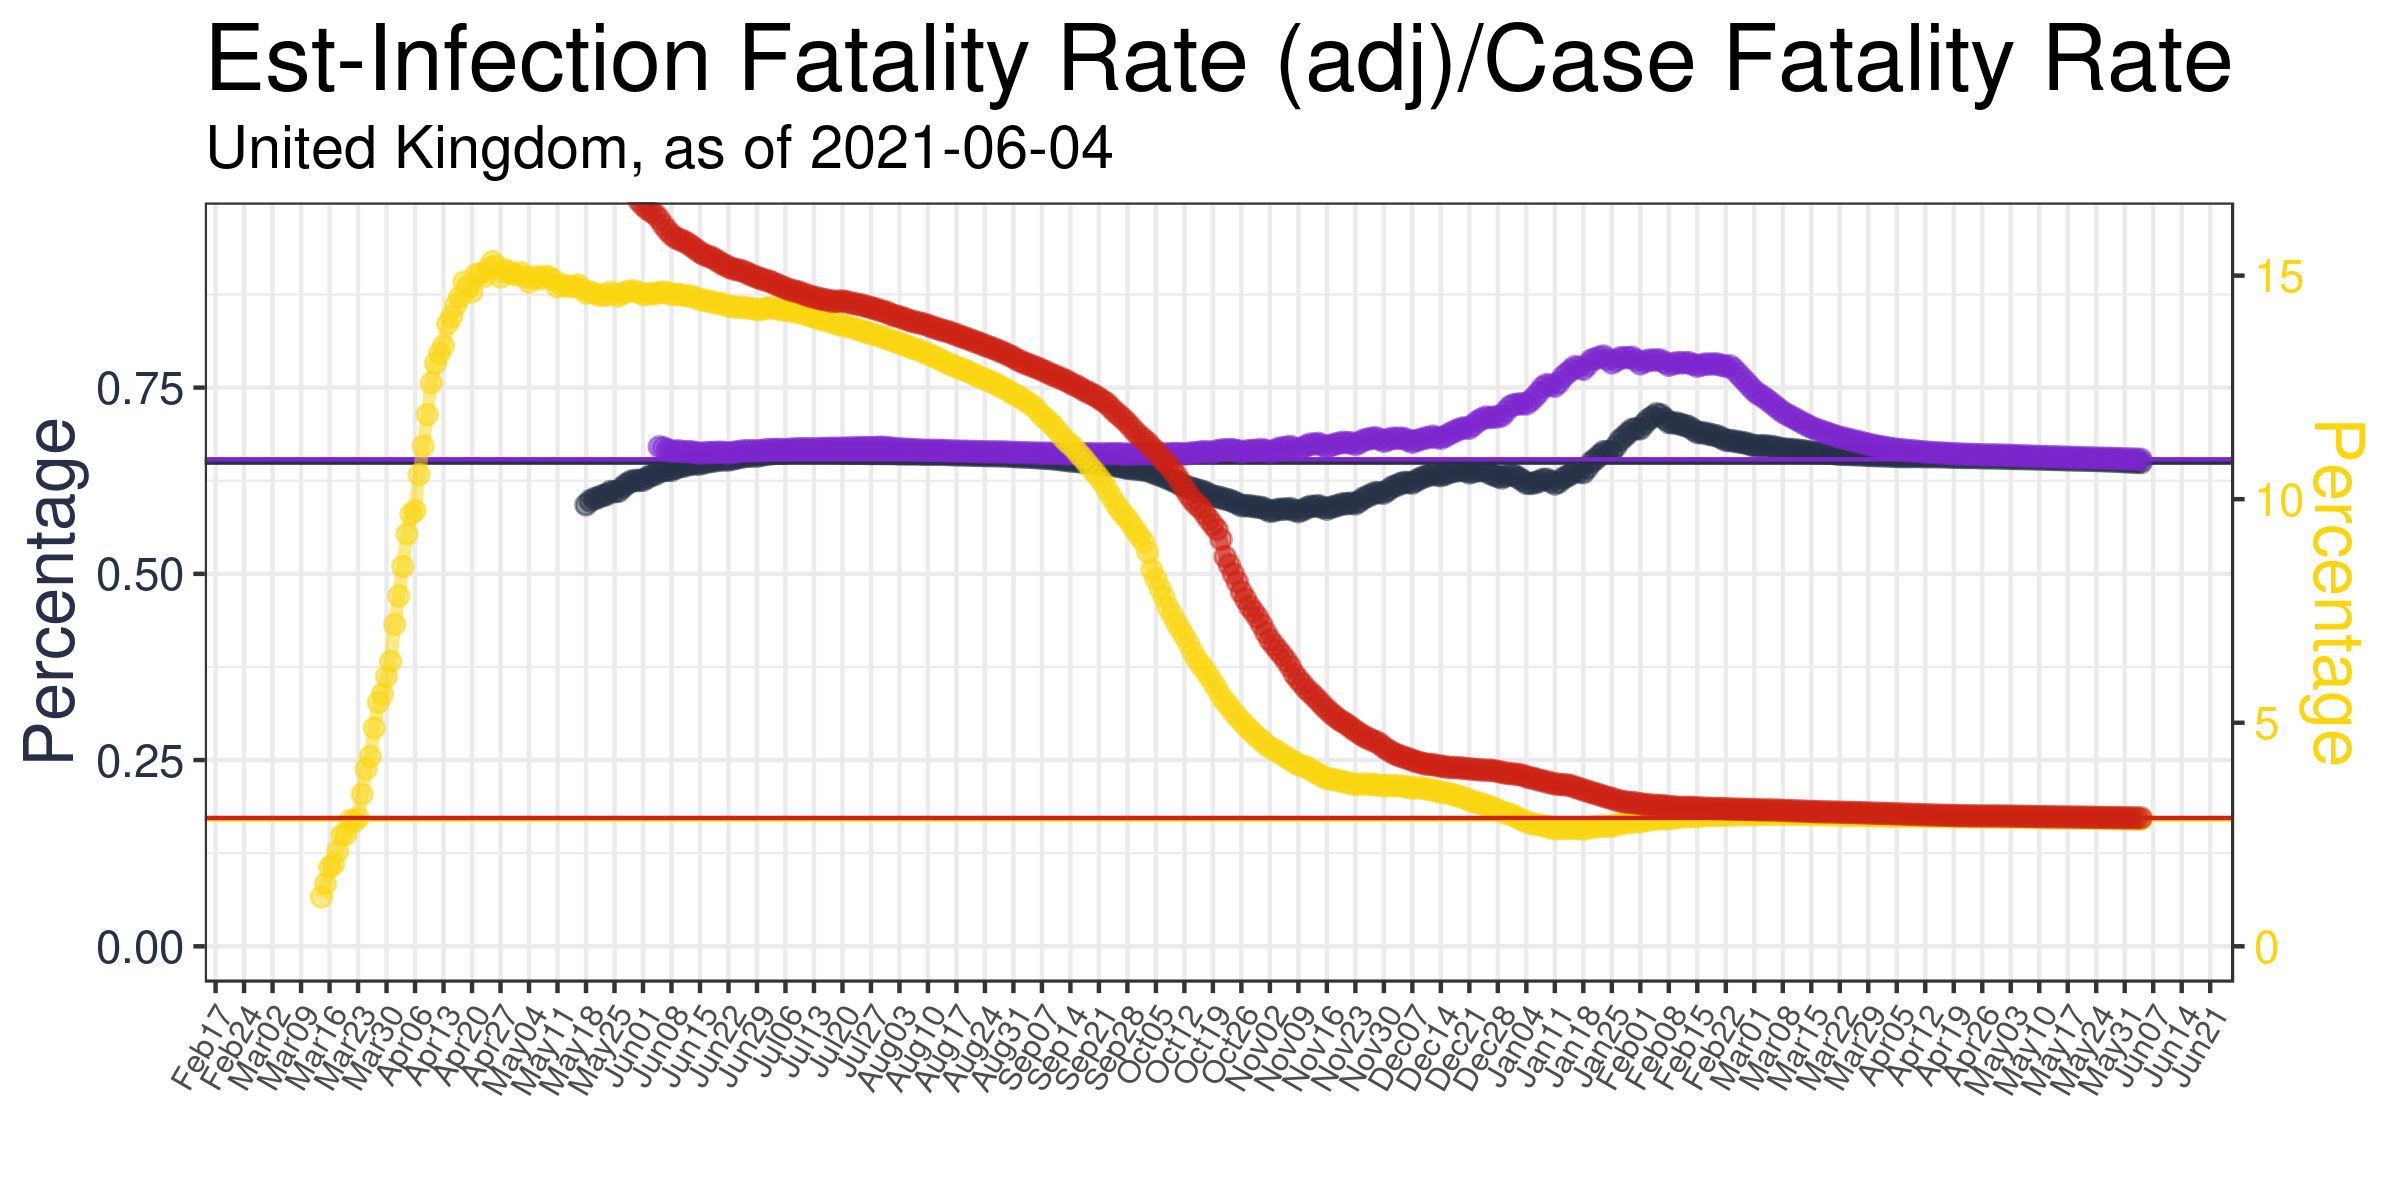 Est-Infection Fatality Rate (adj)/Case Fatality Rate
United Kingdom, as of 2021-06-04
Percentage
0.75
0.50
0.25
0.00
15
10
5
0
Percentage
Feb17
Feb24
Mar02
Mar09
Mar16
Mar23
Mar30
Apr06
Apr13
Apr20
Apr27
May04
May11
May18
May25
Jun01
Jun08
Jun15
Jun22
Jun29
Jul06
Jul13
Jul20
Jul27
Aug03
Aug10
Aug17
Aug24
Aug31
Sep07
Sep14
Sep21
Sep28
Oct05
Oct12
Oct19
Oct26
Nov02
Nov09
Nov16
Nov23
Nov30
Dec07
Dec14
Dec21
Dec28
Jan04
Jan11
Jan18
Jan25
Feb01
Feb08
Feb15
Feb22
Mar01
Mar08
Mar15
Mar22
Mar29
Apr05
Apr12
Apr19
Apr26
May03
May10
May17
May24
May31
Jun07
Jun14
Jun21